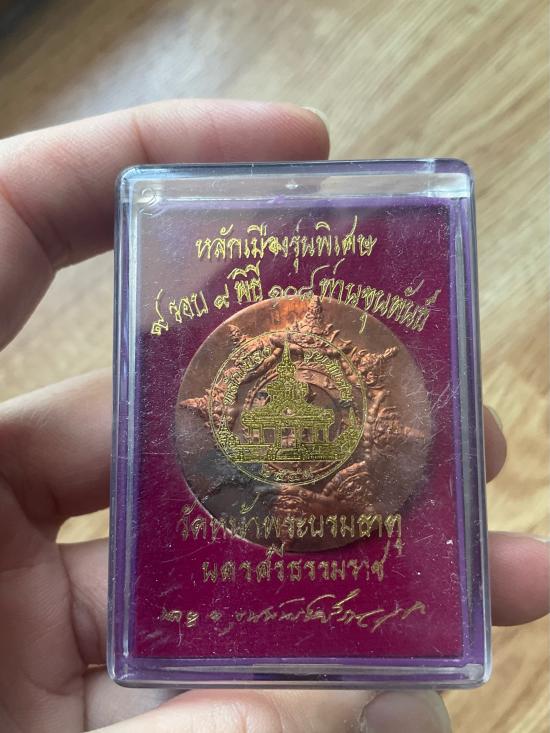 หลักเมืองรุ่นพิเศษ
๙ รอบ ๙ พิธี ๑๐๘ ท่านขุนพันธ์
วัดหน้าพระบรมธาตุ
นครศรีธรรมราช